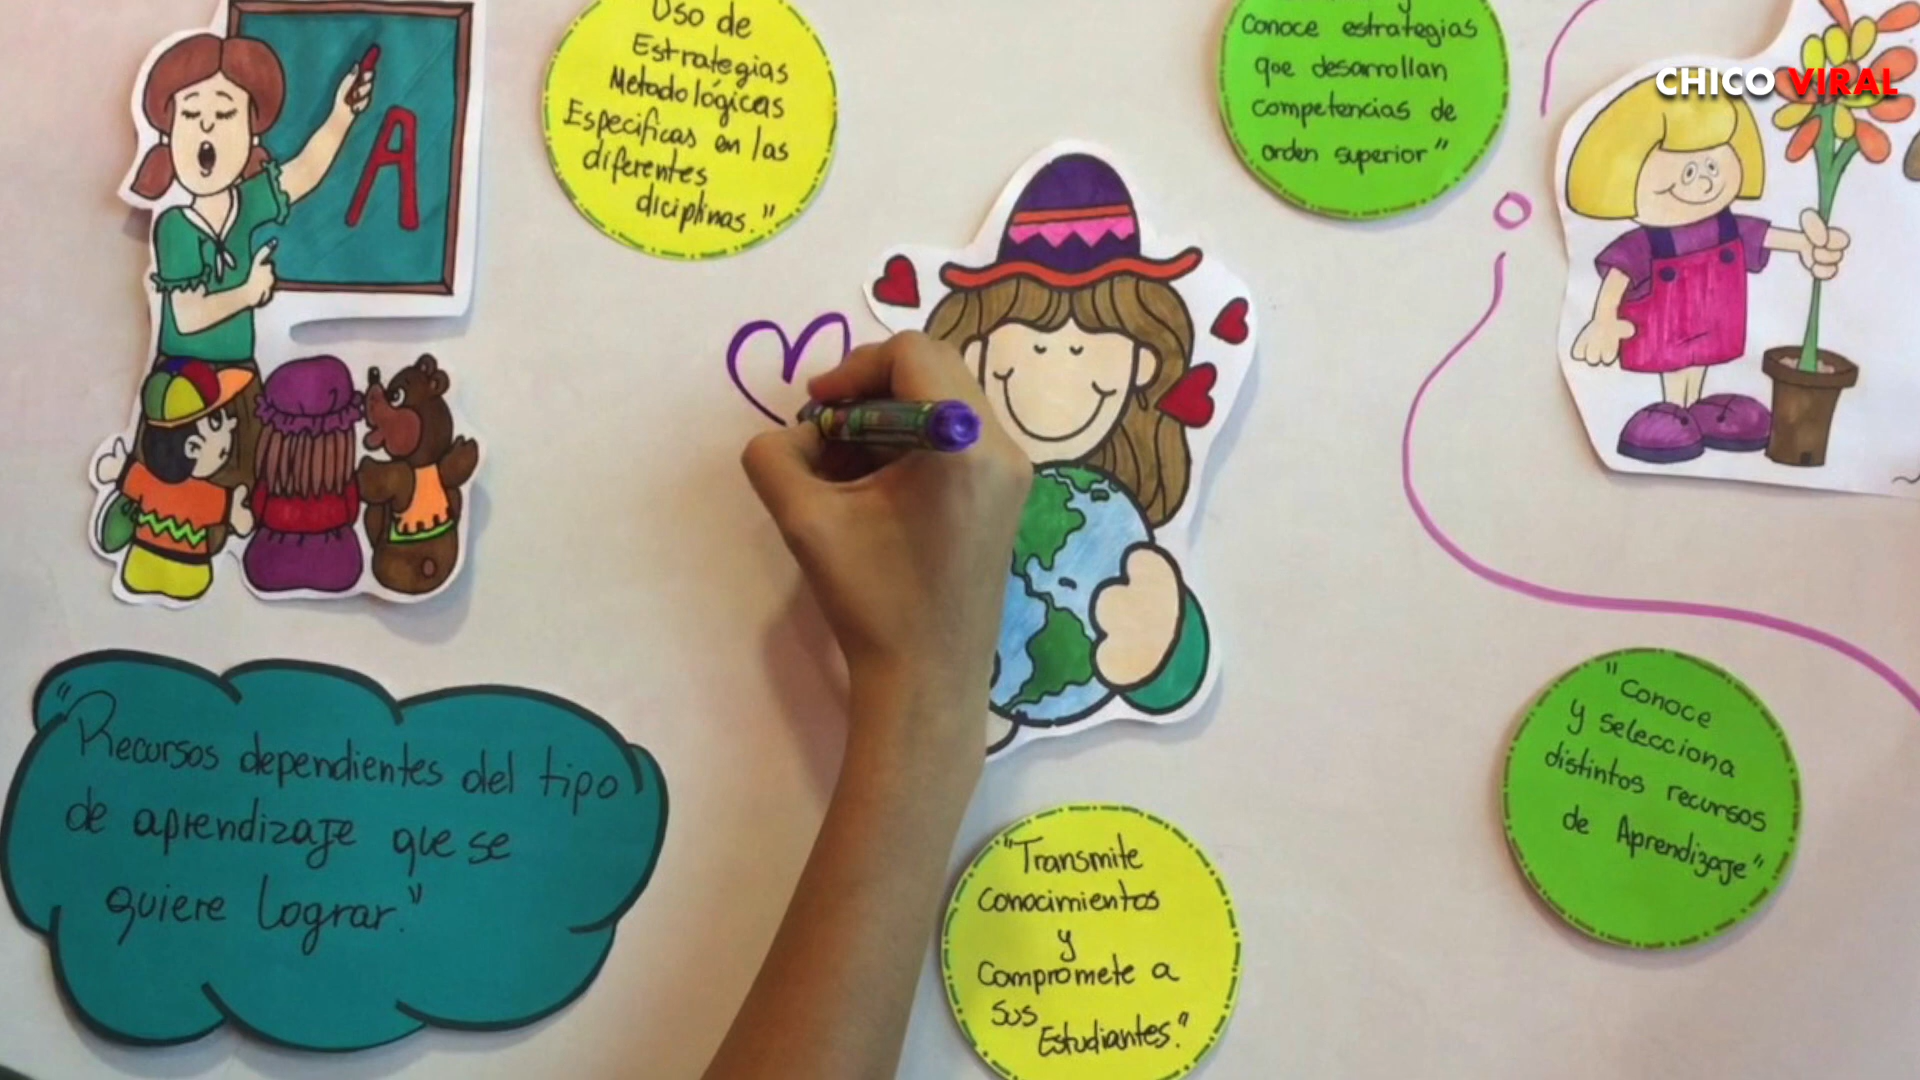 Uso de
Estrategias
Metodológicas
Especificas en las
diferentes
diciplinas."
Conoce estrategias
que desarrollan
competencias de
orden superior"
CHICO VIRAL
A
"Recursos dependientes del tipo
de aprendizaje que se
quiere lograr."
"Transmite
conocimientos
y
Compromete a
sus
Estudiantes."
"Conoce
y selecciona
distintos recursos
de Aprendizaje"